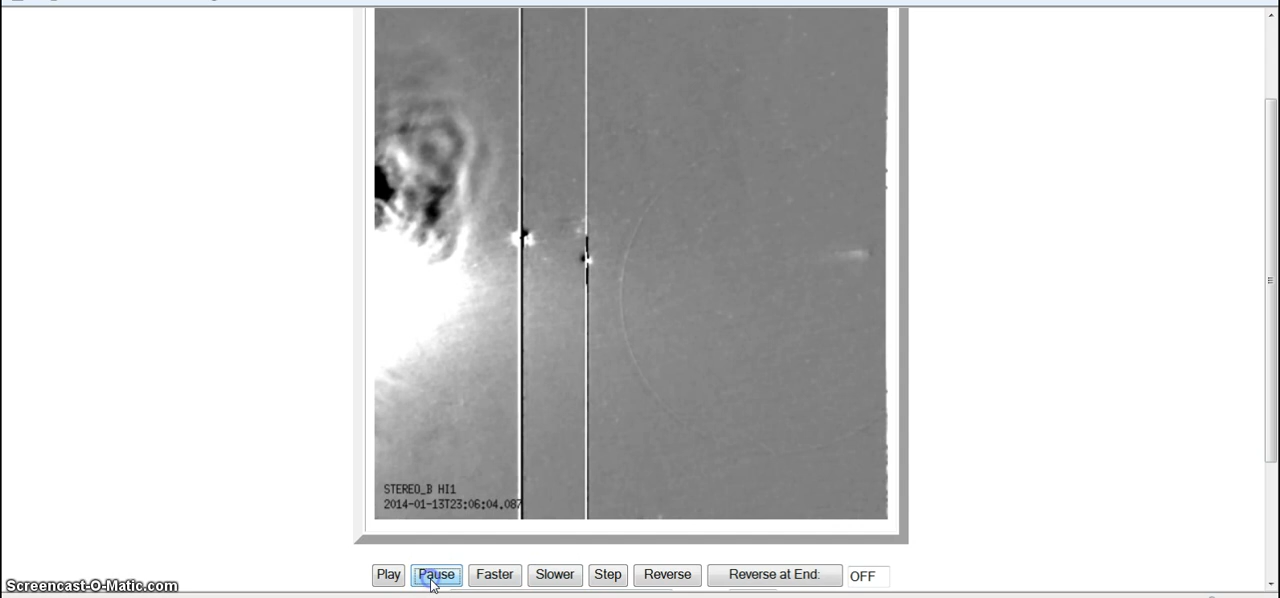 STEREO_B HI1
2014-01-13T23:06:04.087
Play Pause Faster Slower Step Reverse Reverse at End: OFF
Screencast-O-Matic.com